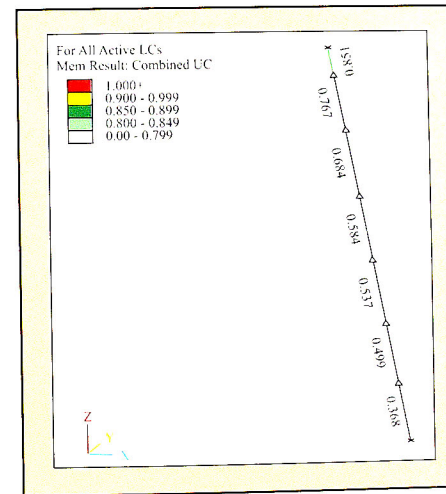 For All Active LCs
Mem Result: Combined UC
1.000+
0.900 - 0.999
0.850 - 0.899
0.800 - 0.849
0.00 - 0.799
0.851
0.767
0.684
0.584
0.537
0.499
0.368
Z
Y
X